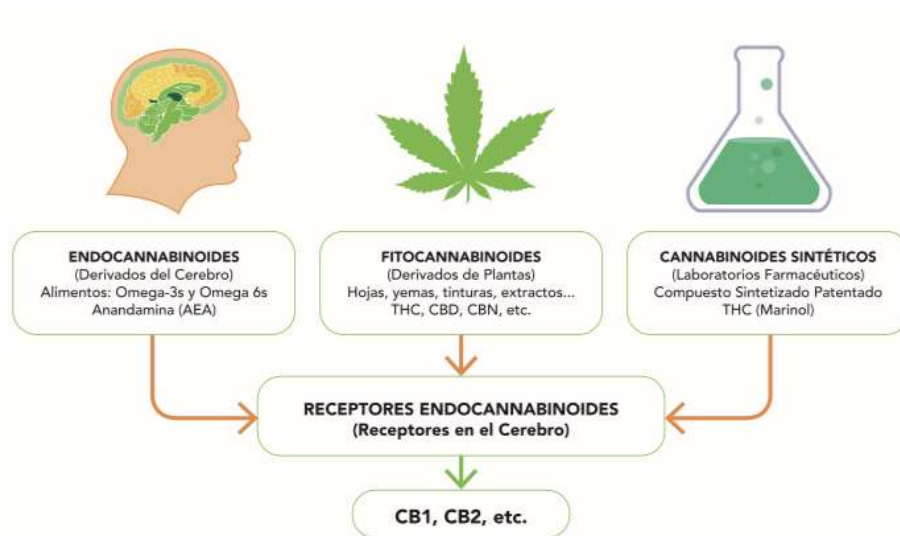 ENDOCANNABINOIDES
(Derivados del Cerebro)
Alimentos: Omega-3s y Omega 6s
Anandamina (AEA)
FITOCANNABINOIDES
(Derivados de Plantas)
Hojas, yemas, tinturas, extractos...
THC, CBD, CBN, etc.
CANNABINOIDES SINTÉTICOS
(Laboratorios Farmacéuticos)
Compuesto Sintetizado Patentado
THC (Marinol)
RECEPTORES ENDOCANNABINOIDES
(Receptores en el Cerebro)
CB1, CB2, etc.